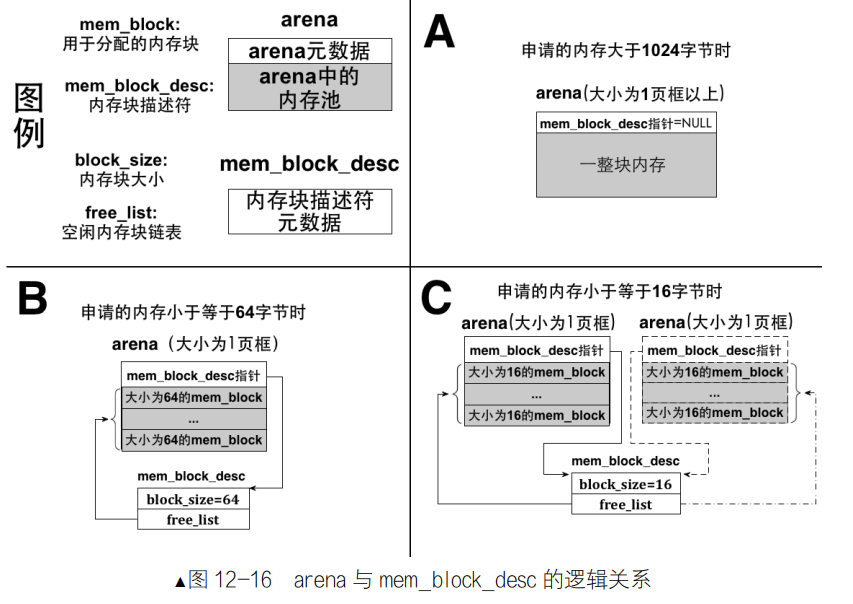 图例
mem_block:
用于分配的内存块
mem_block_desc:
内存块描述符
block_size:
内存块大小
free_list:
空闲内存块链表
arena
arena元数据
arena中的
内存池
mem_block_desc
内存块描述符
元数据
A
申请的内存大于1024字节时
arena(大小为1页框以上)
mem_block_desc指针=NULL
一整块内存
B
申请的内存小于等于64字节时
arena（大小为1页框）
mem_block_desc指针
大小为64的mem_block
...
大小为64的mem_block
mem_block_desc
block_size=64
free_list
C
申请的内存小于等于16字节时
arena(大小为1页框)
mem_block_desc指针
大小为16的mem_block
...
大小为16的mem_block
arena(大小为1页框)
mem_block_desc指针
大小为16的mem_block
...
大小为16的mem_block
mem_block_desc
block_size=16
free_list
▲图 12-16 arena 与 mem_block_desc 的逻辑关系